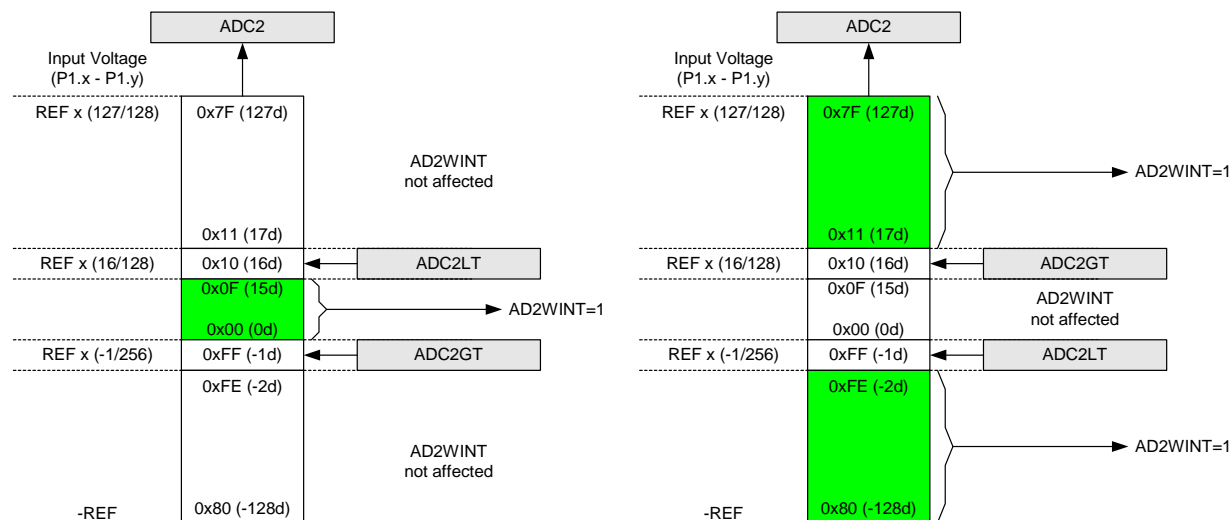 ADC2
Input Voltage
(P1.x - P1.y)
REF x (127/128)
0x7F (127d)
AD2WINT
not affected
0x11 (17d)
REF x (16/128)
0x10 (16d)
ADC2LT
0x0F (15d)
AD2WINT=1
0x00 (0d)
REF x (-1/256)
0xFF (-1d)
ADC2GT
0xFE (-2d)
AD2WINT
not affected
-REF
0x80 (-128d)
ADC2
Input Voltage
(P1.x - P1.y)
REF x (127/128)
0x7F (127d)
AD2WINT=1
0x11 (17d)
REF x (16/128)
0x10 (16d)
ADC2GT
0x0F (15d)
AD2WINT
not affected
0x00 (0d)
REF x (-1/256)
0xFF (-1d)
ADC2LT
0xFE (-2d)
AD2WINT=1
-REF
0x80 (-128d)